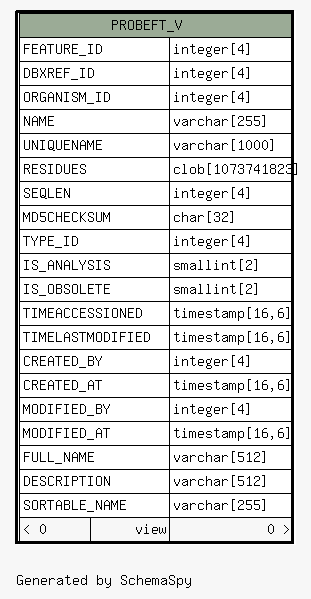 PROBEFT_V
FEATURE_ID integer[4]
DBXREF_ID integer[4]
ORGANISM_ID integer[4]
NAME varchar[255]
UNIQUENAME varchar[1000]
RESIDUES clob[1073741823]
SEQLEN integer[4]
MD5CHECKSUM char[32]
TYPE_ID integer[4]
IS_ANALYSIS smallint[2]
IS_OBSOLETE smallint[2]
TIMEACCESSIONED timestamp[16,6]
TIMELASTMODIFIED timestamp[16,6]
CREATED_BY integer[4]
CREATED_AT timestamp[16,6]
MODIFIED_BY integer[4]
MODIFIED_AT timestamp[16,6]
FULL_NAME varchar[512]
DESCRIPTION varchar[512]
SORTABLE_NAME varchar[255]
< 0 view 0 >
Generated by SchemaSpy